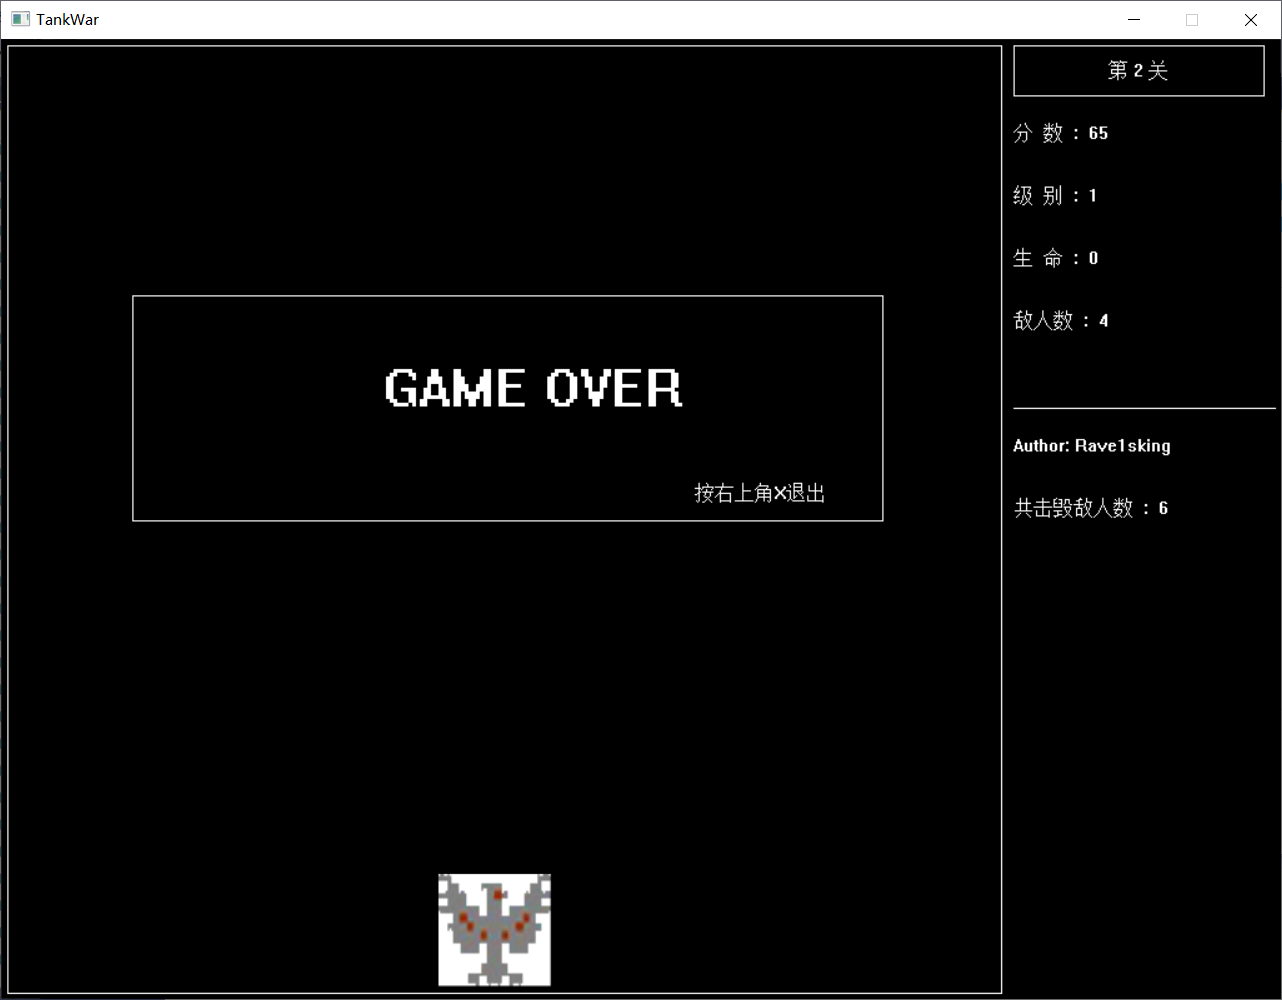 TankWar
第 2 关
分 数 : 65
级 别 : 1
生 命 : 0
敌人数 : 4
GAME OVER
按右上角X退出
Author: Rave1sking
共击毁敌人数 : 6